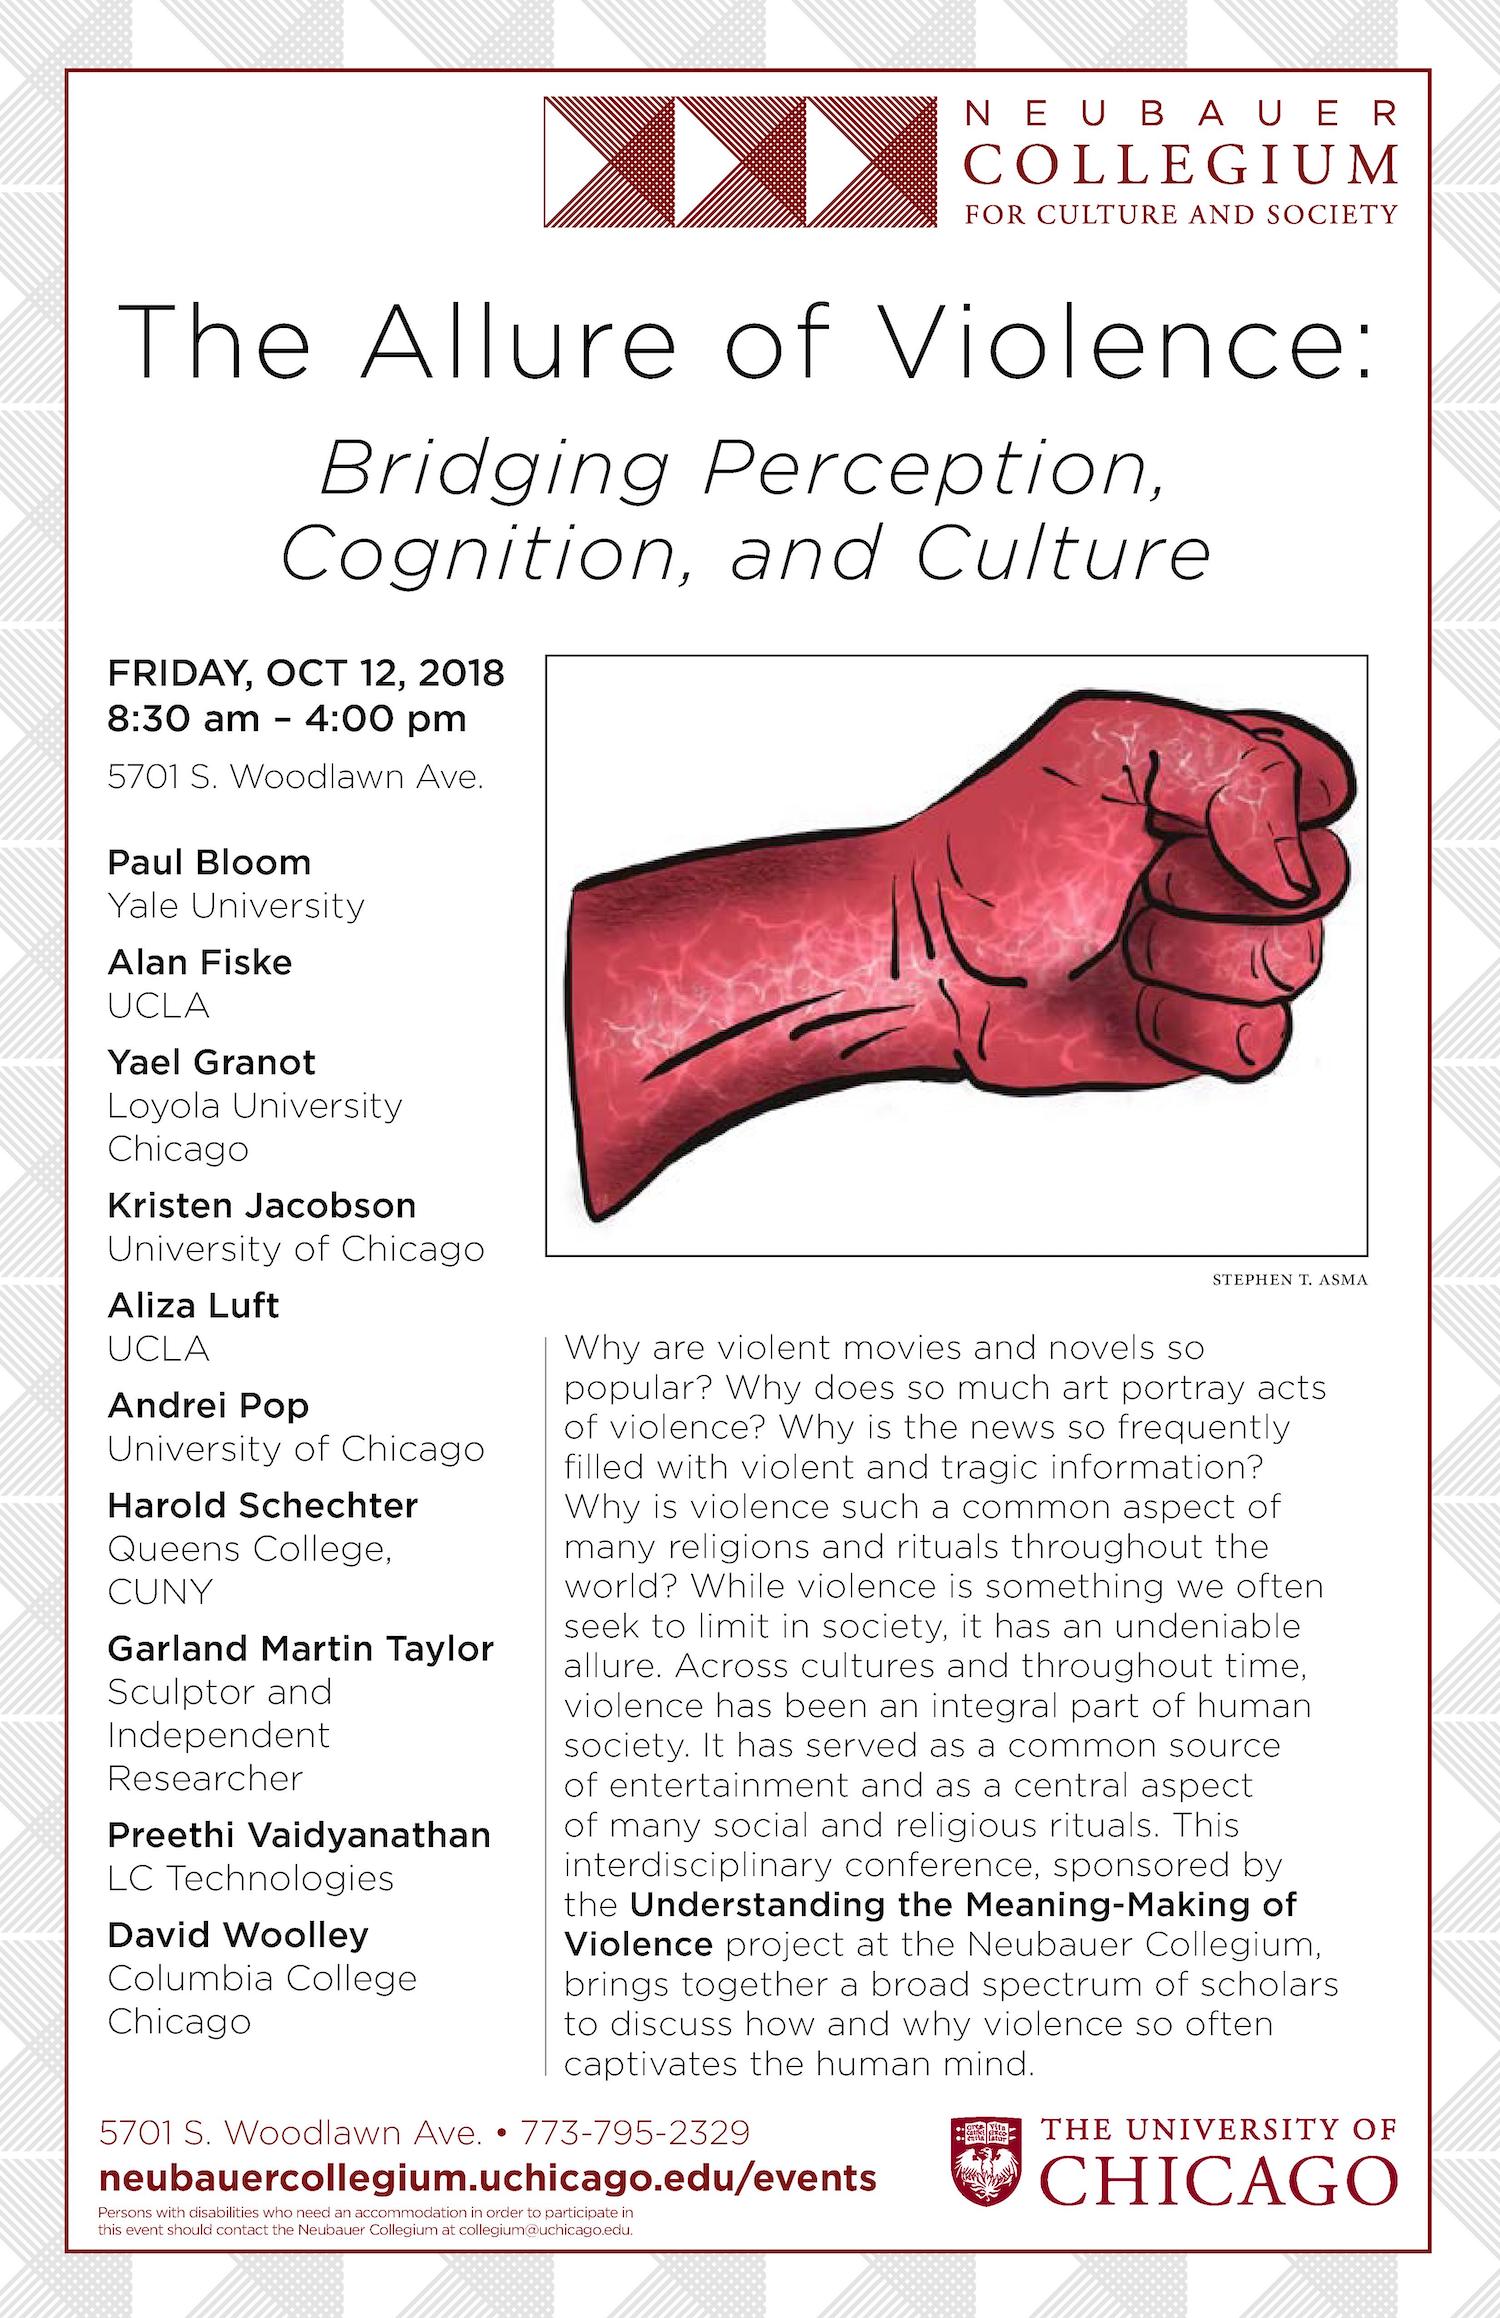 NEUBAUER
COLLEGIUM
FOR CULTURE AND SOCIETY
The Allure of Violence:
Bridging Perception,
Cognition, and Culture
FRIDAY, OCT 12, 2018
8:30 am – 4:00 pm
5701 S. Woodlawn Ave.
Paul Bloom
Yale University
Alan Fiske
UCLA
Yael Granot
Loyola University
Chicago
Kristen Jacobson
University of Chicago
Aliza Luft
UCLA
Andrei Pop
University of Chicago
Harold Schechter
Queens College,
CUNY
Garland Martin Taylor
Sculptor and
Independent
Researcher
Preethi Vaidyanathan
LC Technologies
David Woolley
Columbia College
Chicago
STEPHEN T. ASMA
Why are violent movies and novels so
popular? Why does so much art portray acts
of violence? Why is the news so frequently
filled with violent and tragic information?
Why is violence such a common aspect of
many religions and rituals throughout the
world? While violence is something we often
seek to limit in society, it has an undeniable
allure. Across cultures and throughout time,
violence has been an integral part of human
society. It has served as a common source
of entertainment and as a central aspect
of many social and religious rituals. This
interdisciplinary conference, sponsored by
the Understanding the Meaning-Making of
Violence project at the Neubauer Collegium,
brings together a broad spectrum of scholars
to discuss how and why violence so often
captivates the human mind.
5701 S. Woodlawn Ave. • 773-795-2329
neubauercollegium.uchicago.edu/events
Persons with disabilities who need an accommodation in order to participate in
this event should contact the Neubauer Collegium at collegium@uchicago.edu.
THE UNIVERSITY OF
CHICAGO